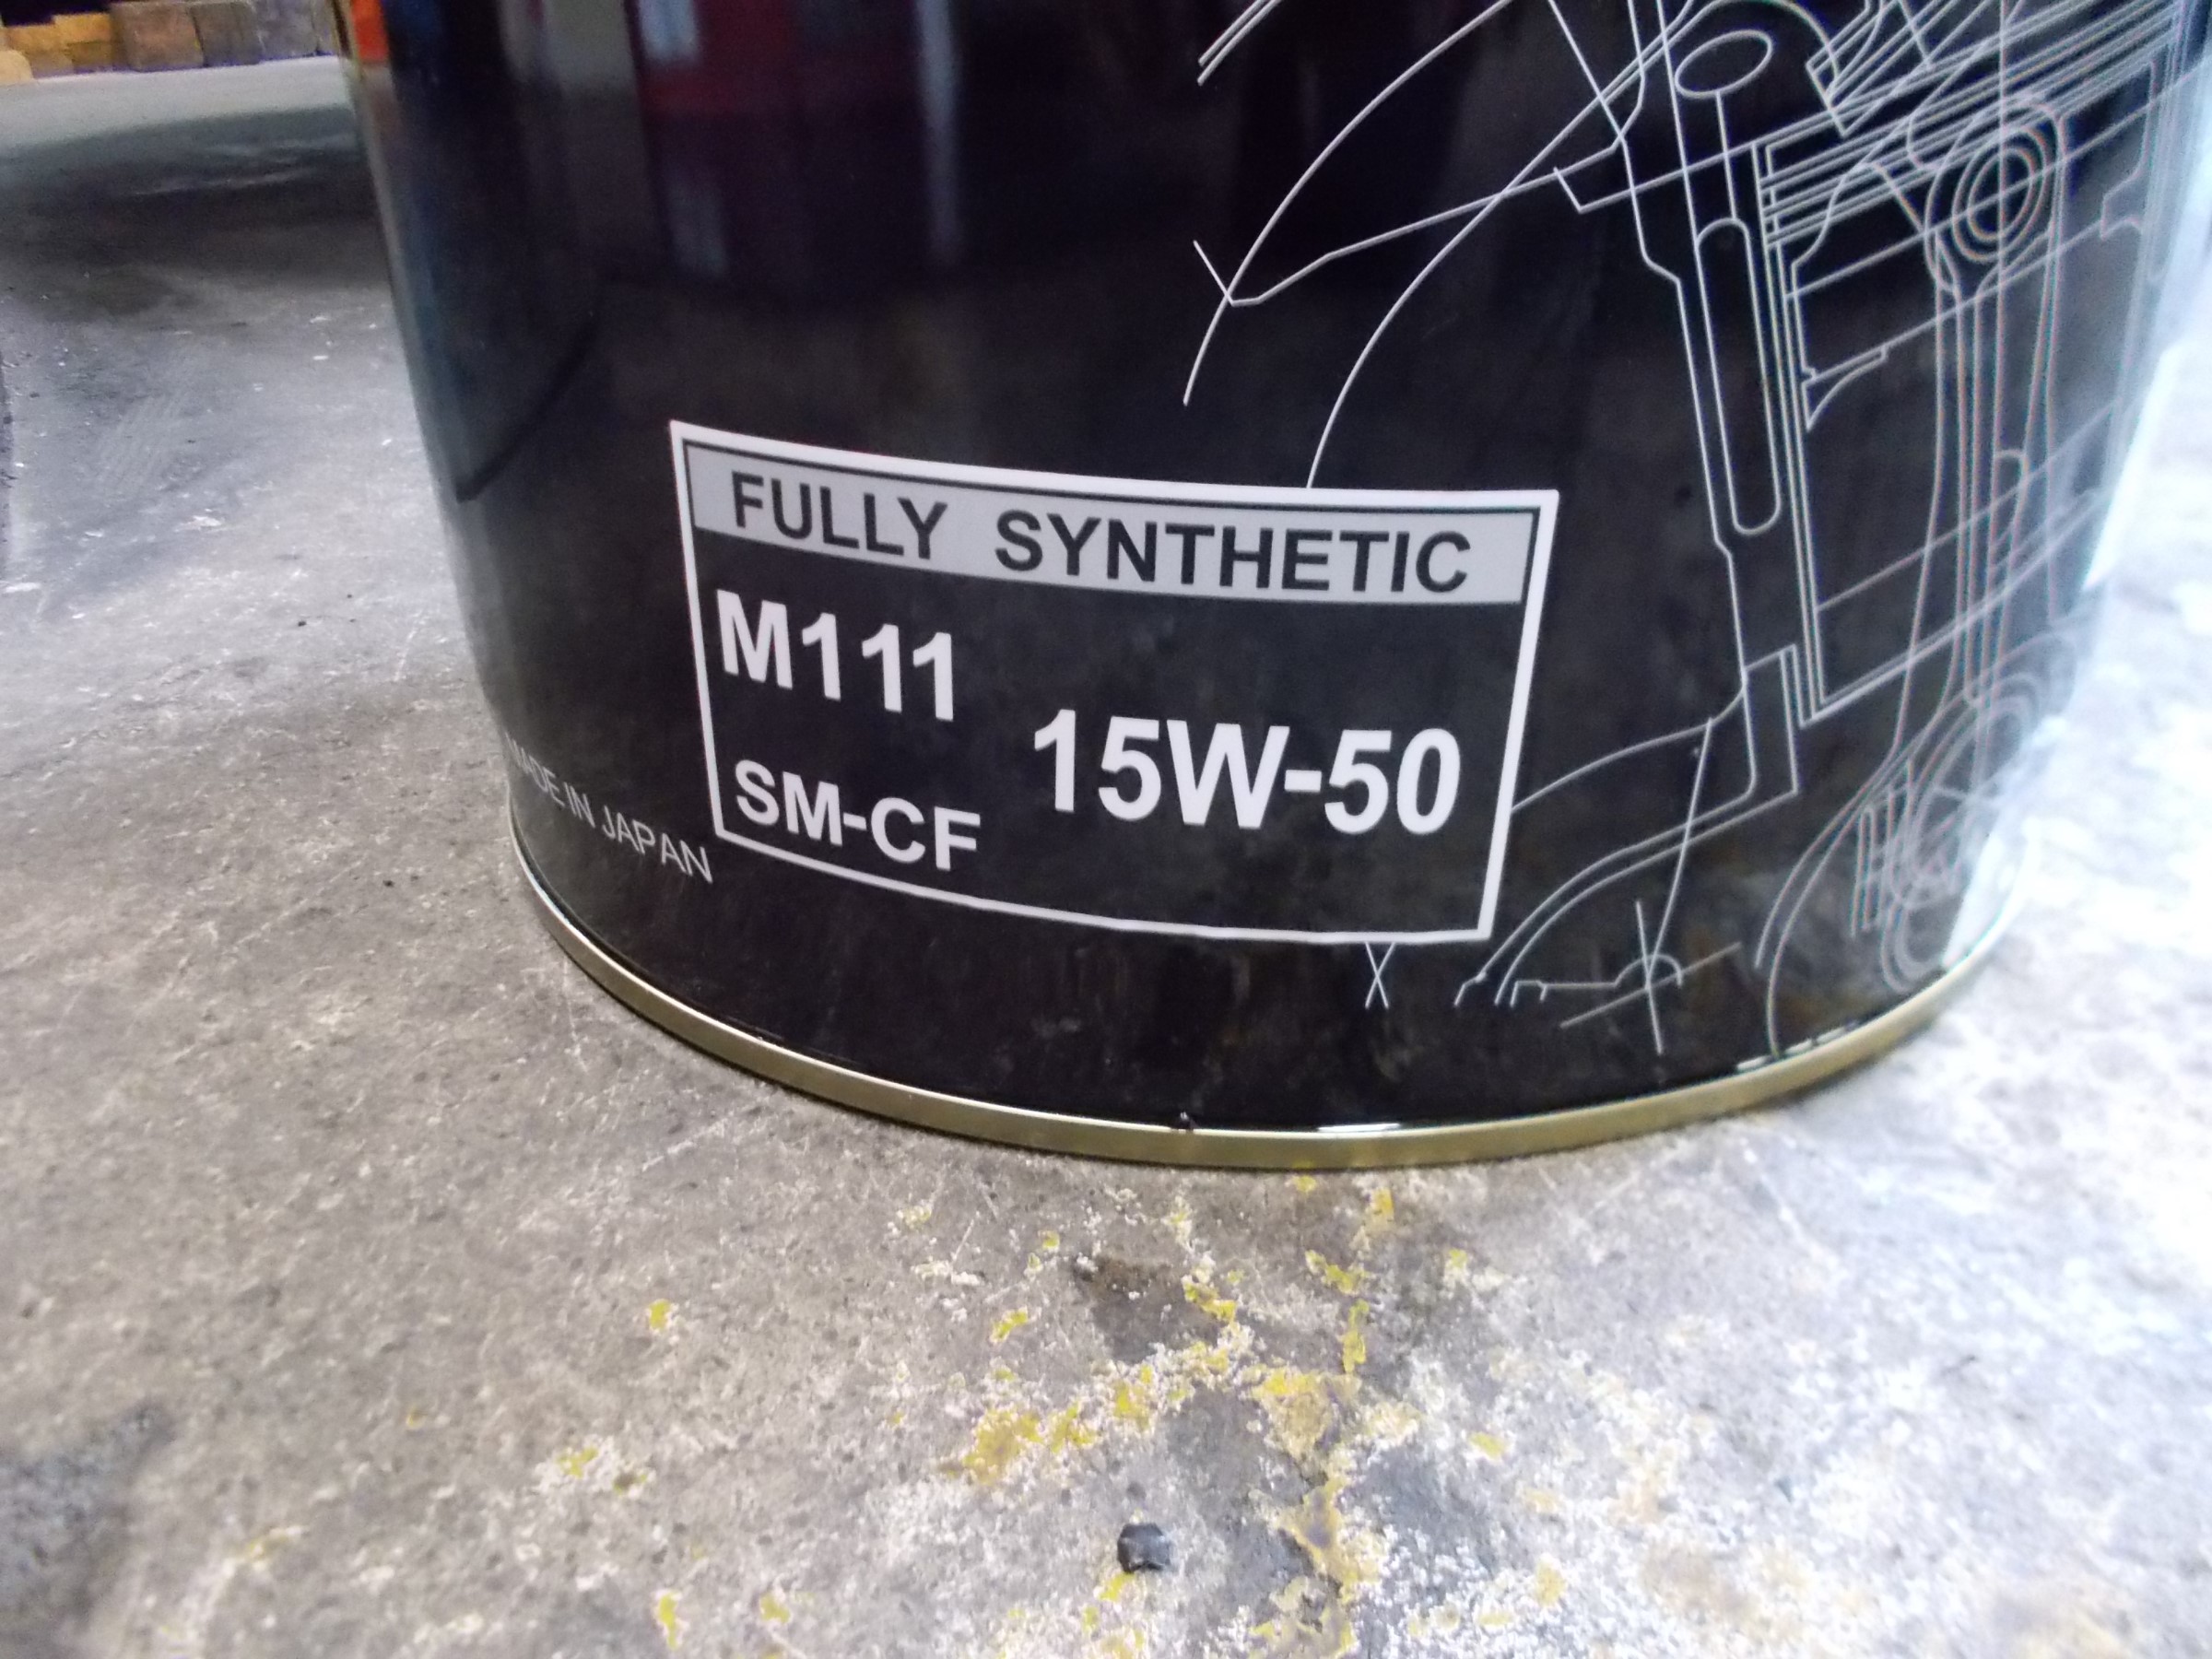 FULLY SYNTHETIC
M111
15W-50
SM-CF
MADE IN JAPAN